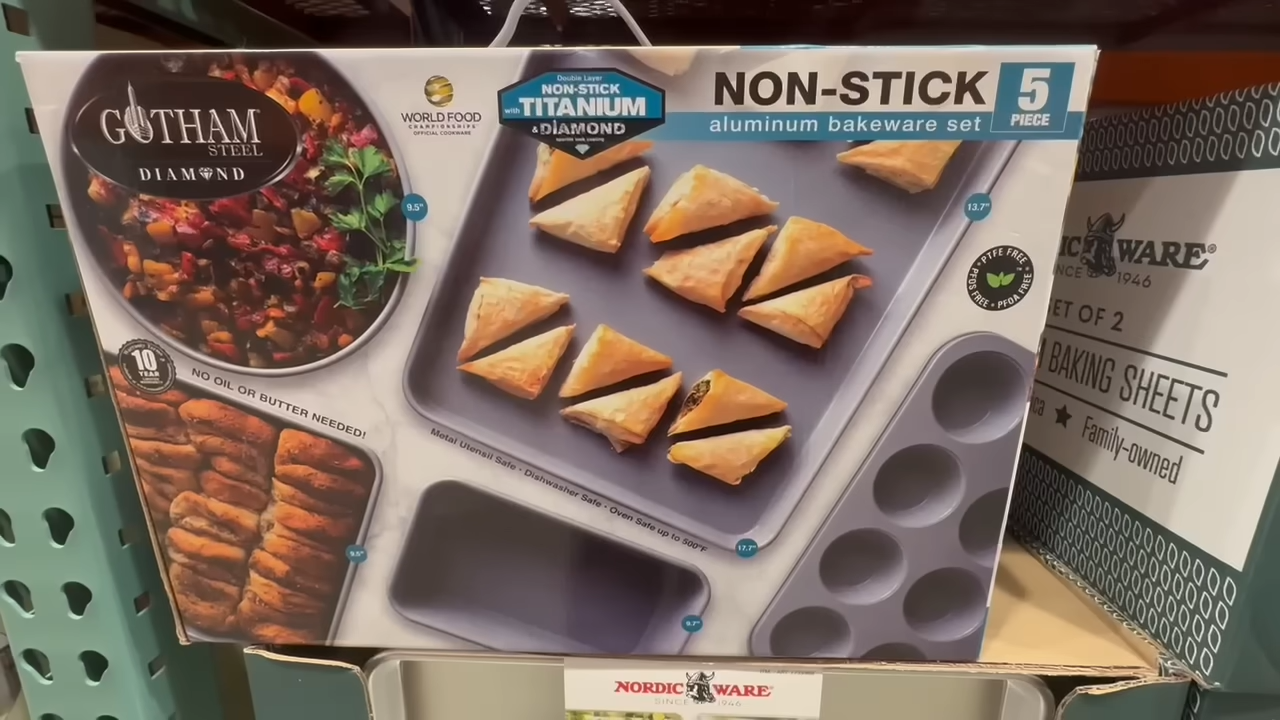 GOTHAM
STEEL
DIAMOND
WORLD FOOD
CHAMPIONSHIPS
OFFICIAL COOKWARE
Double Layer
NON-STICK
with TITANIUM
& DIAMOND
NON-STICK
aluminum bakeware set
5
PIECE
9.5"
13.7"
PTFE FREE
PFOS FREE • PFOA FREE
10
YEAR
NO OIL OR BUTTER NEEDED!
Metal Utensil Safe • Dishwasher Safe • Oven Safe up to 500°F
9.5"
17.7"
9.7"
IC WARE®
NCE 1946
ET OF 2
BAKING SHEETS
ca ★ Family-owned
NORDIC WARE®
SINCE 1946